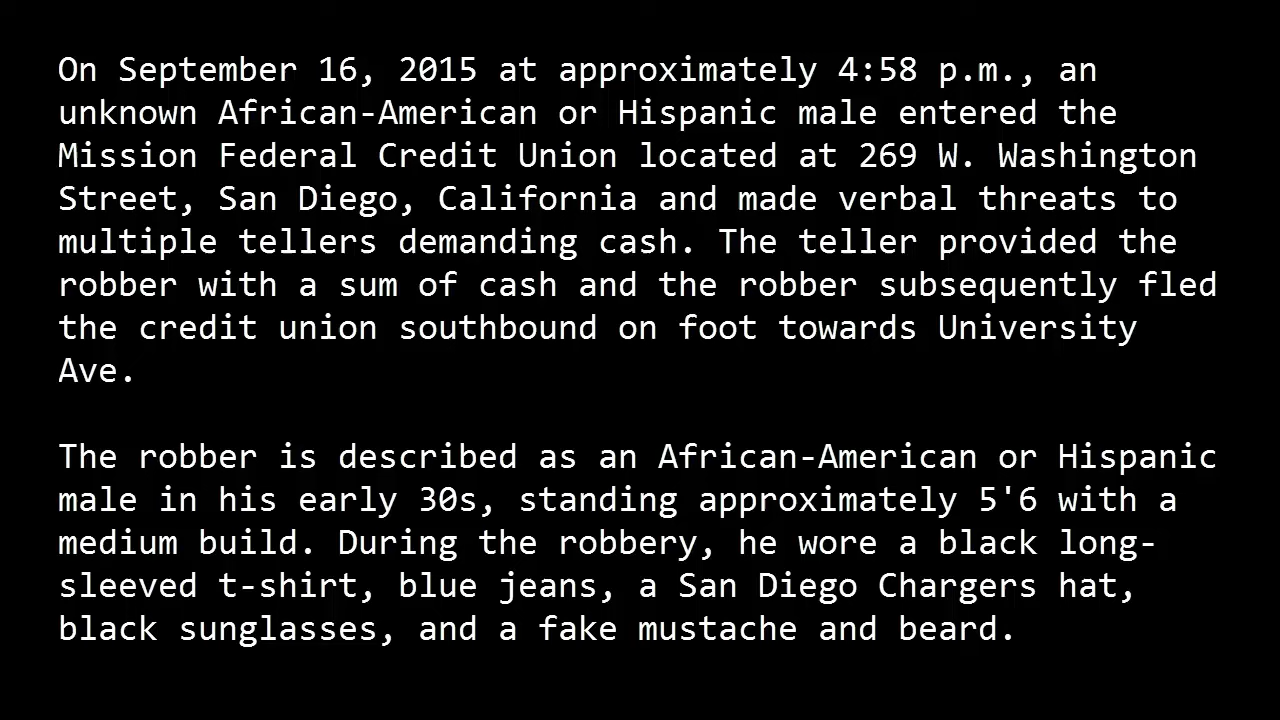 On September 16, 2015 at approximately 4:58 p.m., an
unknown African-American or Hispanic male entered the
Mission Federal Credit Union located at 269 W. Washington
Street, San Diego, California and made verbal threats to
multiple tellers demanding cash. The teller provided the
robber with a sum of cash and the robber subsequently fled
the credit union southbound on foot towards University
Ave.
The robber is described as an African-American or Hispanic
male in his early 30s, standing approximately 5'6 with a
medium build. During the robbery, he wore a black long-
sleeved t-shirt, blue jeans, a San Diego Chargers hat,
black sunglasses, and a fake mustache and beard.